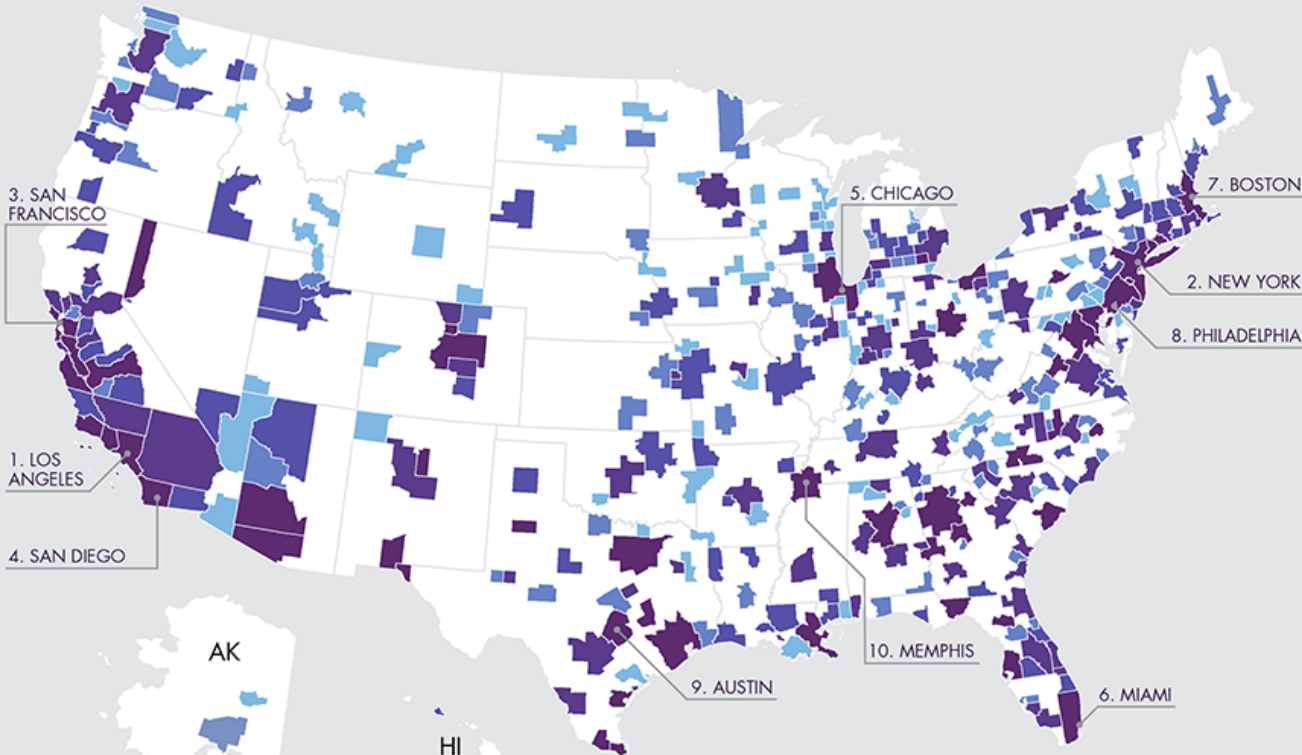 3. SAN
FRANCISCO
5. CHICAGO
7. BOSTON
2. NEW YORK
8. PHILADELPHIA
1. LOS
ANGELES
4. SAN DIEGO
10. MEMPHIS
AK
9. AUSTIN
6. MIAMI
HI